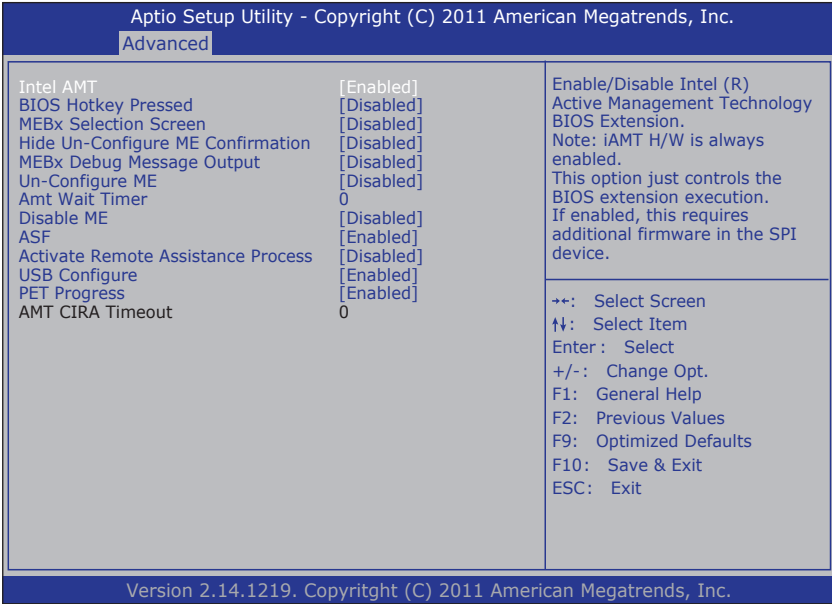 Aptio Setup Utility - Copyright (C) 2011 American Megatrends, Inc.
Advanced
Intel AMT [Enabled]
BIOS Hotkey Pressed [Disabled]
MEBx Selection Screen [Disabled]
Hide Un-Configure ME Confirmation [Disabled]
MEBx Debug Message Output [Disabled]
Un-Configure ME [Disabled]
Amt Wait Timer 0
Disable ME [Disabled]
ASF [Enabled]
Activate Remote Assistance Process [Disabled]
USB Configure [Enabled]
PET Progress [Enabled]
AMT CIRA Timeout 0
Enable/Disable Intel (R)
Active Management Technology
BIOS Extension.
Note: iAMT H/W is always
enabled.
This option just controls the
BIOS extension execution.
If enabled, this requires
additional firmware in the SPI
device.
→←: Select Screen
↑↓: Select Item
Enter : Select
+/-: Change Opt.
F1: General Help
F2: Previous Values
F9: Optimized Defaults
F10: Save & Exit
ESC: Exit
Version 2.14.1219. Copyritght (C) 2011 American Megatrends, Inc.